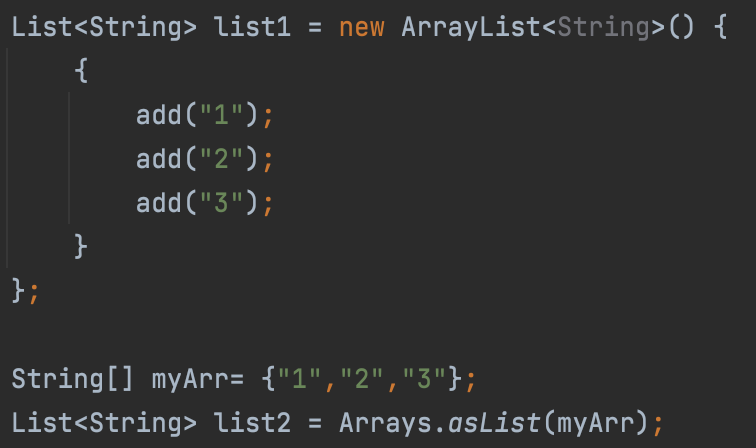 List<String> list1 = new ArrayList<String>() {
    {
        add("1");
        add("2");
        add("3");
    }
};
String[] myArr= {"1","2","3"};
List<String> list2 = Arrays.asList(myArr);